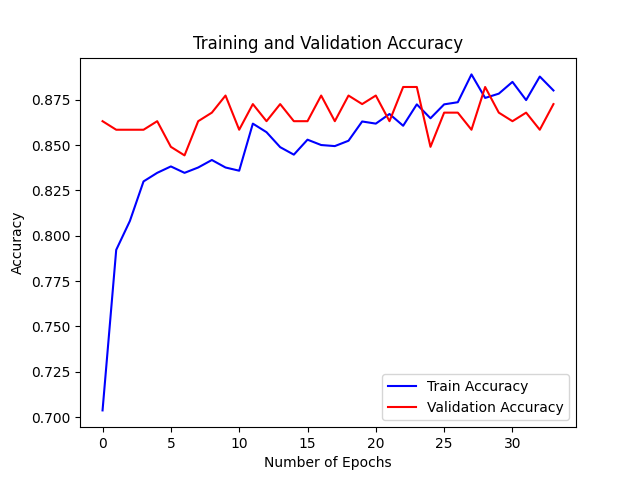 Training and Validation Accuracy
Accuracy
0.875
0.850
0.825
0.800
0.775
0.750
0.725
0.700
0 5 10 15 20 25 30
Number of Epochs
Train Accuracy
Validation Accuracy